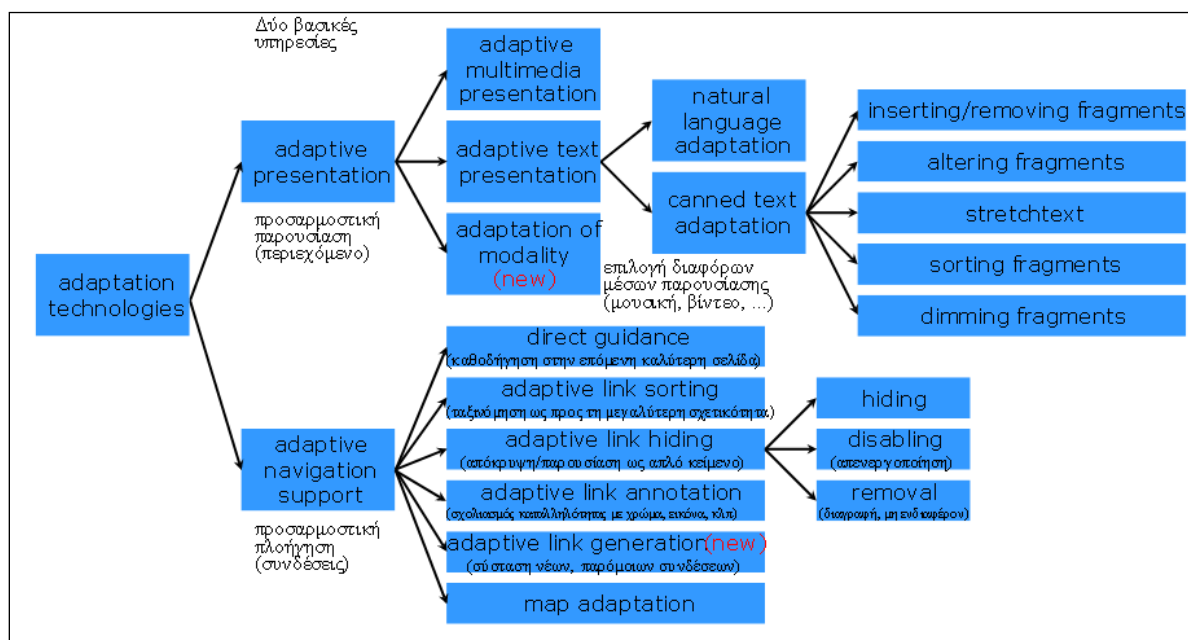 Δύο βασικές
υπηρεσίες
adaptive
multimedia
presentation
natural
language
adaptation
inserting/removing fragments
adaptive
presentation
adaptive text
presentation
altering fragments
canned text
adaptation
stretchtext
προσαρμοστική
παρουσίαση
(περιεχόμενο)
adaptation of
modality
(new)
επιλογή διαφόρων
μέσων παρουσίασης
(μουσική, βίντεο, ...)
sorting fragments
adaptation
technologies
dimming fragments
direct guidance
(καθοδήγηση στην επόμενη καλύτερη σελίδα)
adaptive link sorting
(ταξινόμηση ως προς τη μεγαλύτερη σχετικότητα)
hiding
adaptive
navigation
support
adaptive link hiding
(απόκρυψη/παρουσίαση ως απλό κείμενο)
disabling
(απενεργοποίηση)
adaptive link annotation
(σχολιασμός καταλληλότητας με χρώμα, εικόνα, κλπ)
removal
(διαγραφή, μη ενδιαφέρον)
προσαρμοστική
πλοήγηση
(συνδέσεις)
adaptive link generation(new)
(σύσταση νέων, παρόμοιων συνδέσεων)
map adaptation